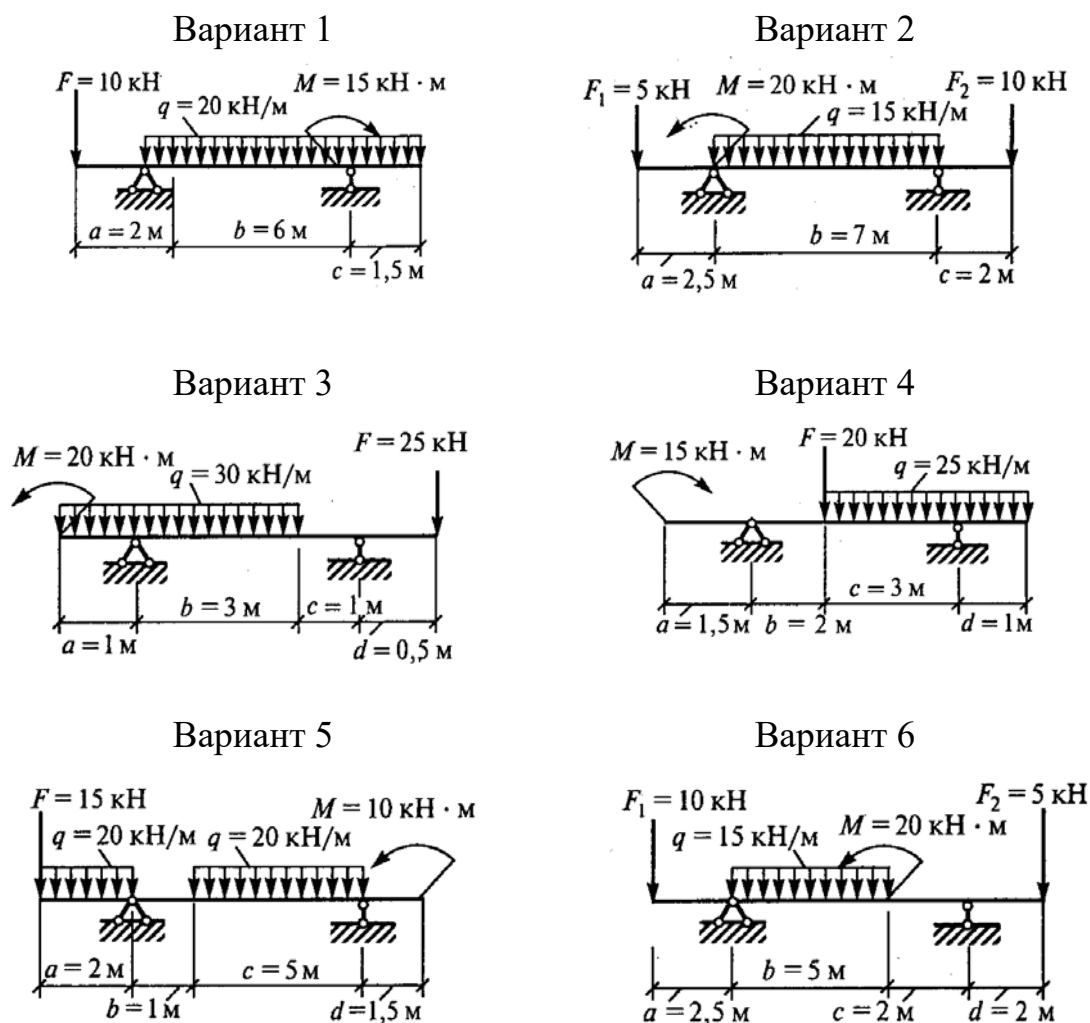 Вариант 1
F = 10 кН
M = 15 кН · м
q = 20 кН/м
a = 2 м
b = 6 м
c = 1,5 м
Вариант 2
F₁ = 5 кН
M = 20 кН · м
F₂ = 10 кН
q = 15 кН/м
b = 7 м
a = 2,5 м
c = 2 м
Вариант 3
F = 25 кН
M = 20 кН · м
q = 30 кН/м
b = 3 м
c = 1 м
a = 1 м
d = 0,5 м
Вариант 4
F = 20 кН
M = 15 кН · м
q = 25 кН/м
c = 3 м
a = 1,5 м
b = 2 м
d = 1 м
Вариант 5
F = 15 кН
M = 10 кН · м
q = 20 кН/м
q = 20 кН/м
a = 2 м
c = 5 м
b = 1 м
d = 1,5 м
Вариант 6
F₁ = 10 кН
F₂ = 5 кН
q = 15 кН/м
M = 20 кН · м
b = 5 м
a = 2,5 м
c = 2 м
d = 2 м